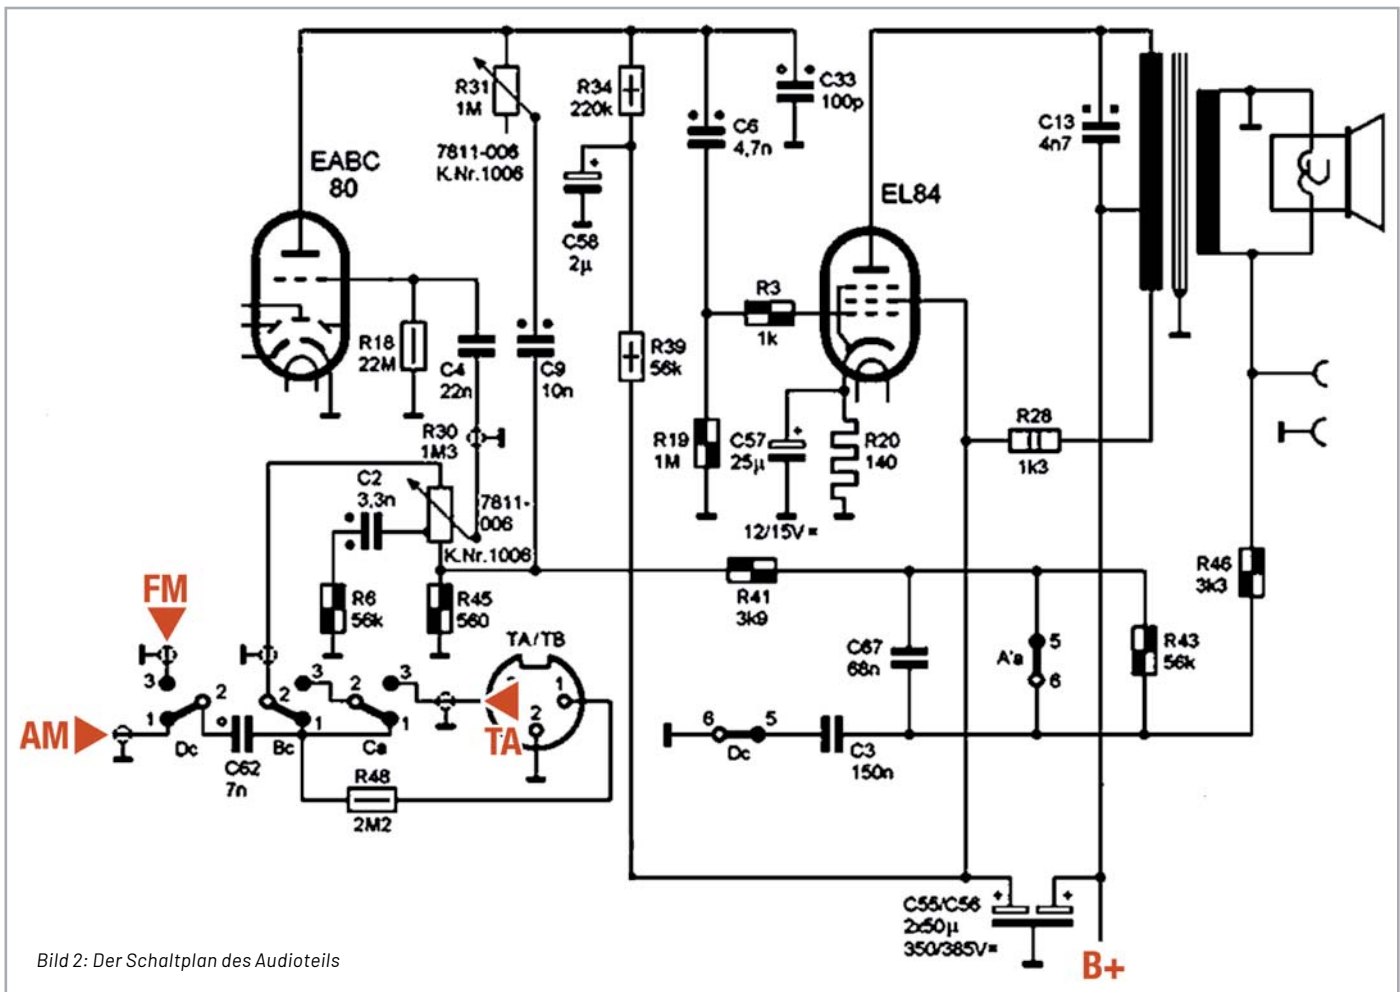 R31
1M
7811-006
K.Nr.1006
R34
220k
C58
2µ
+
C6
4,7n
C33
100p
C13
4n7
EABC
80
EL84
R18
22M
C4
22n
C9
10n
R39
56k
R3
1k
R19
1M
C57
25µ
+
12/15V=
R20
140
R28
1k3
R30
1M3
C2
3,3n
7811-
006
K.Nr.1006
R6
56k
R45
560
R41
3k9
C67
68n
A'a
5
6
R43
56k
R46
3k3
FM
AM
3
2
1
Dc
C62
7n
2
3
1
Bc
2
3
1
Ca
TA/TB
1
2
TA
R48
2M2
6
5
Dc
C3
150n
C55/C56
2x50µ
350/385V=
+
+
B+
Bild 2: Der Schaltplan des Audioteils